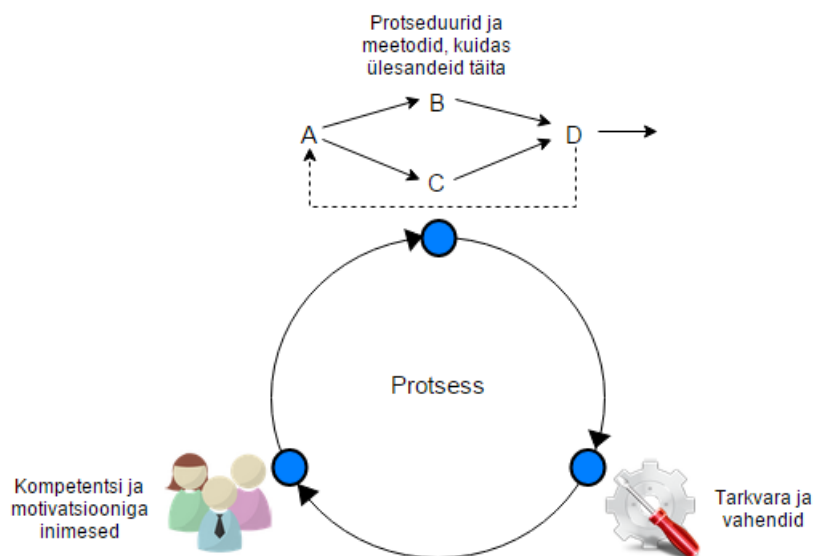 Protseduurid ja
meetodid, kuidas
ülesandeid täita
B
A
D
C
Protsess
Kompetentsi ja
motivatsiooniga
inimesed
Tarkvara ja
vahendid